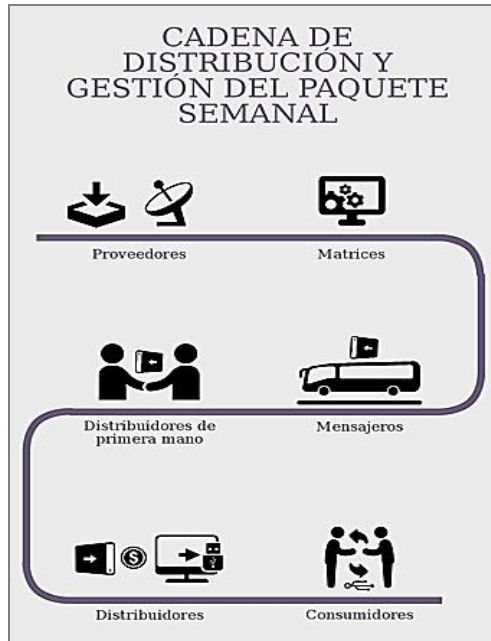 CADENA DE
DISTRIBUCIÓN Y
GESTIÓN DEL PAQUETE
SEMANAL
Proveedores
Matrices
Distribuidores de
primera mano
Mensajeros
Distribuidores
Consumidores